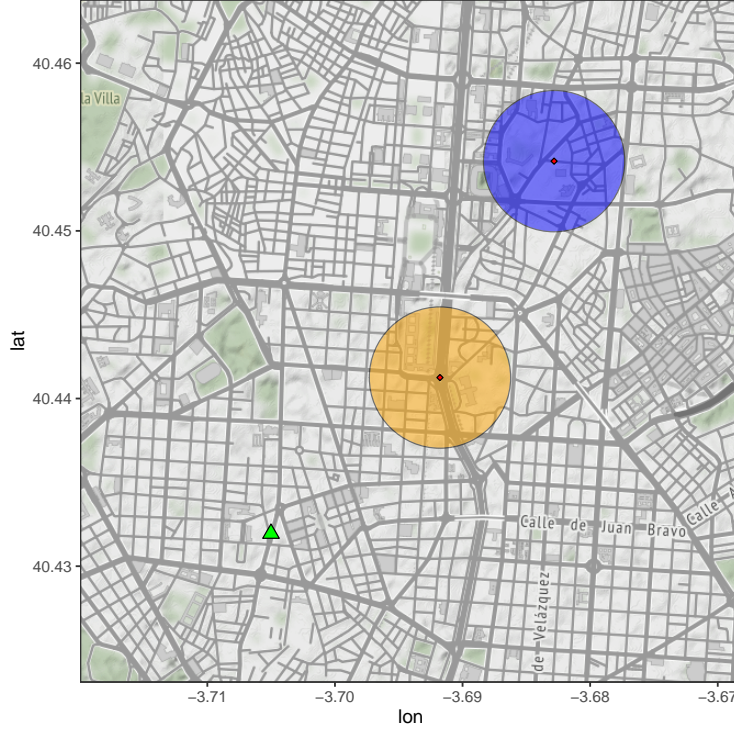 40.46
la Villa
40.45
lat
40.44
Calle de Juan Bravo
Calle
40.43
de Velázquez
−3.71
−3.70
−3.69
−3.68
−3.67
lon